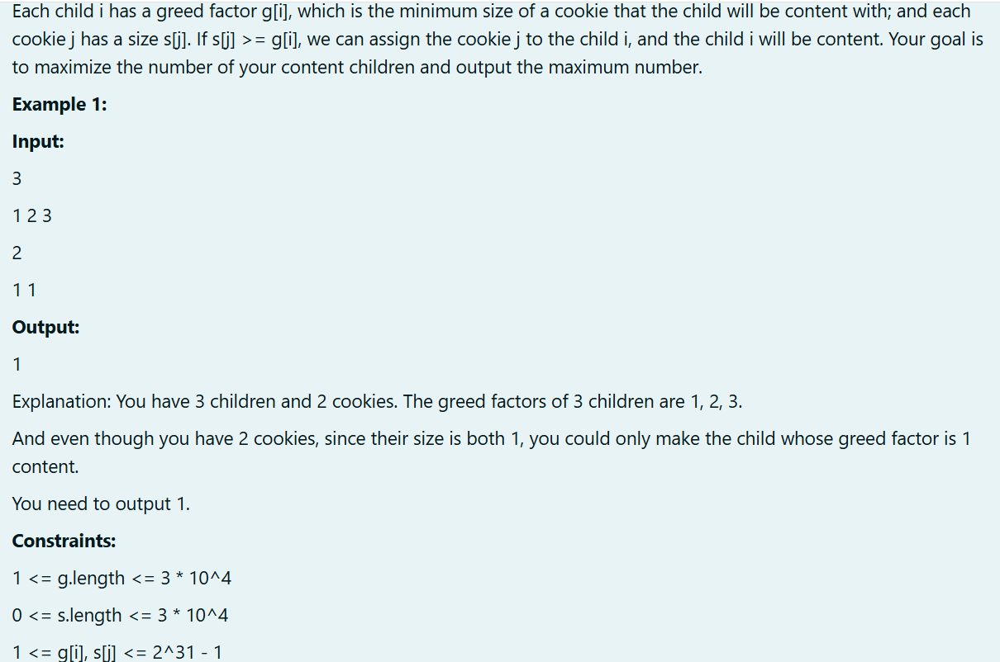 Each child i has a greed factor g[i], which is the minimum size of a cookie that the child will be content with; and each
cookie j has a size s[j]. If s[j] >= g[i], we can assign the cookie j to the child i, and the child i will be content. Your goal is
to maximize the number of your content children and output the maximum number.
Example 1:
Input:
3
1 2 3
2
1 1
Output:
1
Explanation: You have 3 children and 2 cookies. The greed factors of 3 children are 1, 2, 3.
And even though you have 2 cookies, since their size is both 1, you could only make the child whose greed factor is 1
content.
You need to output 1.
Constraints:
1 <= g.length <= 3 * 10^4
0 <= s.length <= 3 * 10^4
1 <= g[i], s[j] <= 2^31 - 1